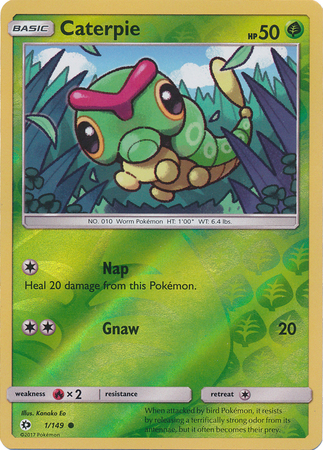 BASIC Caterpie HP 50
NO. 010 Worm Pokémon HT: 1'00" WT: 6.4 lbs.
Nap
Heal 20 damage from this Pokémon.
Gnaw 20
weakness × 2 resistance retreat
Illus. Kanako Eo
1/149
©2017 Pokémon
When attacked by bird Pokémon, it resists
by releasing a terrifically strong odor from its
antennae, but it often becomes their prey.